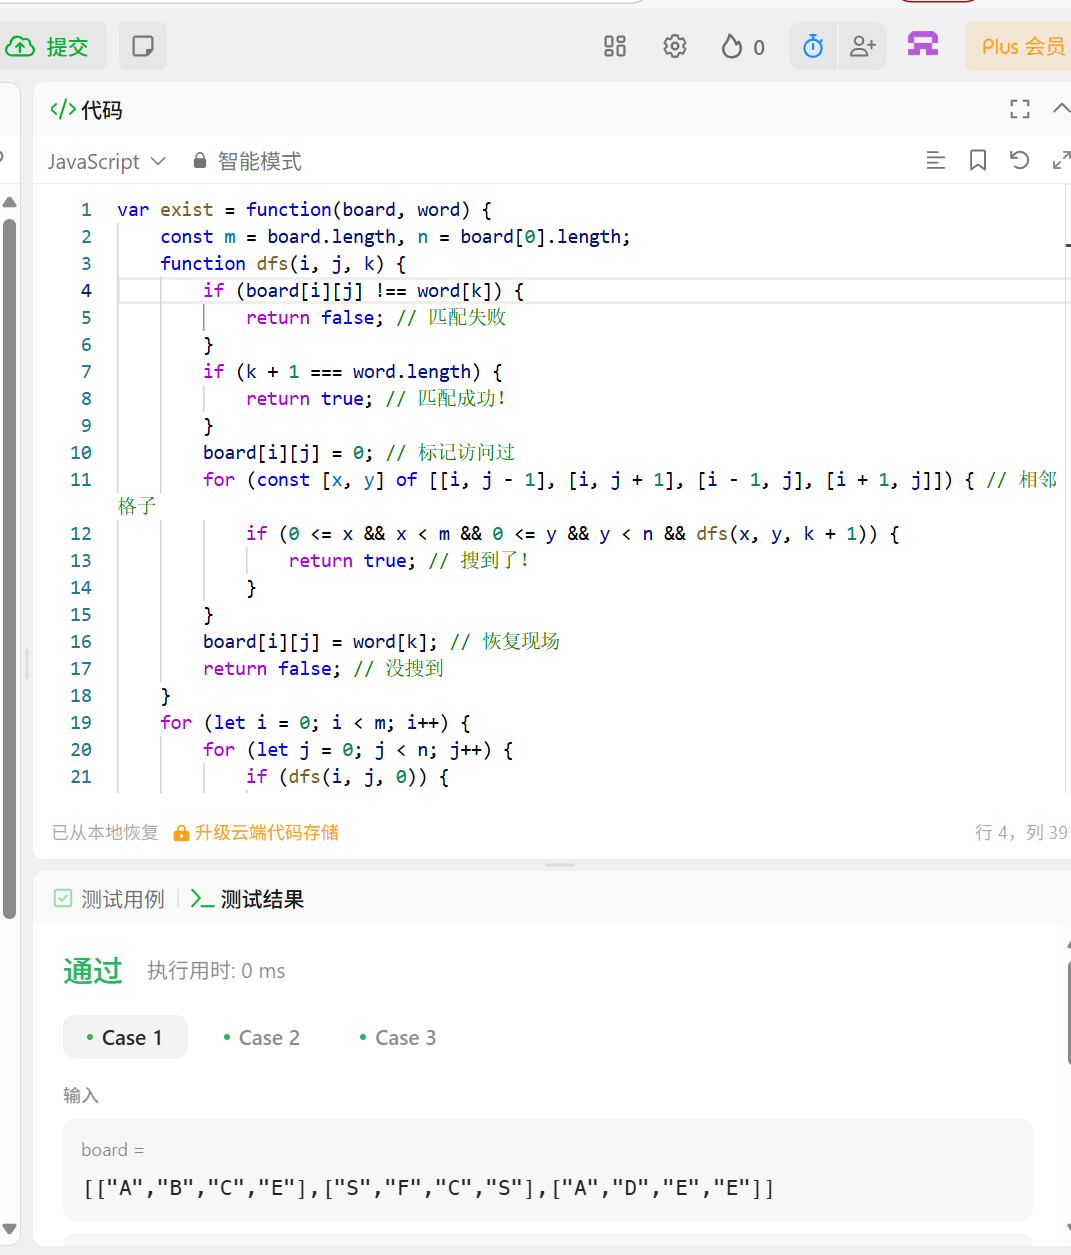 提交
0
Plus 会员
</> 代码
JavaScript 智能模式
1 var exist = function(board, word) {
2 const m = board.length, n = board[0].length;
3 function dfs(i, j, k) {
4 if (board[i][j] !== word[k]) {
5 return false; // 匹配失败
6 }
7 if (k + 1 === word.length) {
8 return true; // 匹配成功!
9 }
10 board[i][j] = 0; // 标记访问过
11 for (const [x, y] of [[i, j - 1], [i, j + 1], [i - 1, j], [i + 1, j]]) { // 相邻
格子
12 if (0 <= x && x < m && 0 <= y && y < n && dfs(x, y, k + 1)) {
13 return true; // 搜到了!
14 }
15 }
16 board[i][j] = word[k]; // 恢复现场
17 return false; // 没搜到
18 }
19 for (let i = 0; i < m; i++) {
20 for (let j = 0; j < n; j++) {
21 if (dfs(i, j, 0)) {
已从本地恢复 升级云端代码存储 行 4, 列 39
测试用例 测试结果
通过 执行用时: 0 ms
Case 1 Case 2 Case 3
输入
board =
[["A","B","C","E"],["S","F","C","S"],["A","D","E","E"]]